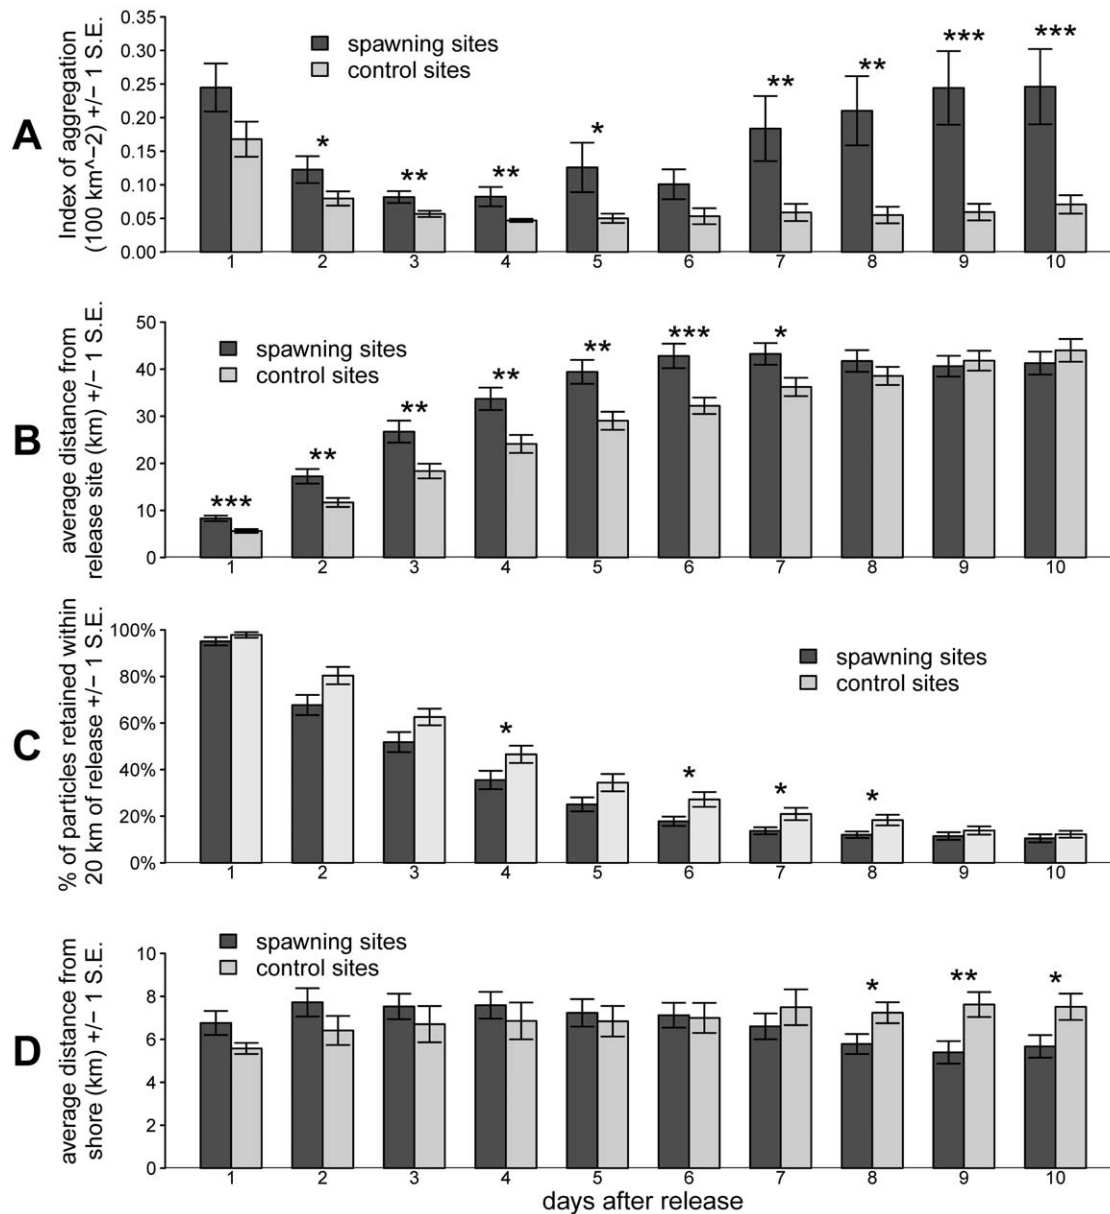 A
Index of aggregation
(100 km^−2) +/− 1 S.E.
0.35
0.30
0.25
0.20
0.15
0.10
0.05
0.00
spawning sites
control sites
* ** ** * ** ** *** ***
1 2 3 4 5 6 7 8 9 10
B
average distance from
release site (km) +/− 1 S.E.
50
40
30
20
10
0
spawning sites
control sites
*** ** ** ** ** *** *
1 2 3 4 5 6 7 8 9 10
C
% of particles retained within
20 km of release +/− 1 S.E.
100%
80%
60%
40%
20%
0%
spawning sites
control sites
* * * *
1 2 3 4 5 6 7 8 9 10
D
average distance from
shore (km) +/− 1 S.E.
10
8
6
4
2
0
spawning sites
control sites
* ** *
1 2 3 4 5 6 7 8 9 10
days after release